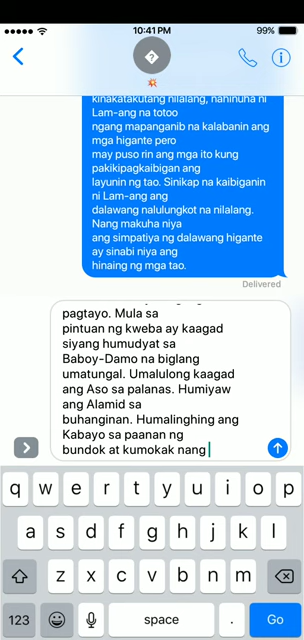 10:41 PM
99%
kinakatakutang nilalang, nahinuha ni
Lam-ang na totoo
ngang mapanganib na kalabanin ang
mga higante pero
may puso rin ang mga ito kung
pakikipagkaibigan ang
layunin ng tao. Sinikap na kaibiganin
ni Lam-ang ang
dalawang nalulungkot na nilalang.
Nang makuha niya
ang simpatiya ng dalawang higante
ay sinabi niya ang
hinaing ng mga tao.
Delivered
pagtayo. Mula sa
pintuan ng kweba ay kaagad
siyang humudyat sa
Baboy-Damo na biglang
umatungal. Umalulong kaagad
ang Aso sa palanas. Humiyaw
ang Alamid sa
buhanginan. Humalinghing ang
Kabayo sa paanan ng
bundok at kumokak nang
q w e r t y u i o p
a s d f g h j k l
z x c v b n m
123 space . Go